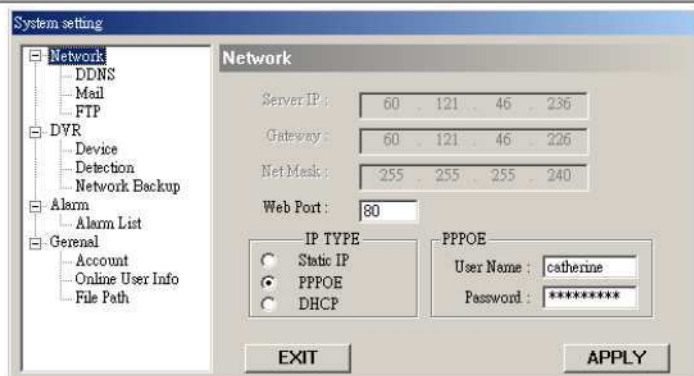 System setting
Network
DDNS
Mail
FTP
DVR
Device
Detection
Network Backup
Alarm
Alarm List
Gerenal
Account
Online User Info
File Path
Network
Server IP : 60 . 121 . 46 . 236
Gateway : 60 . 121 . 46 . 226
Net Mask : 255 . 255 . 255 . 240
Web Port : 80
IP TYPE
Static IP
PPPOE
DHCP
PPPOE
User Name : catherine
Password : *********
EXIT
APPLY